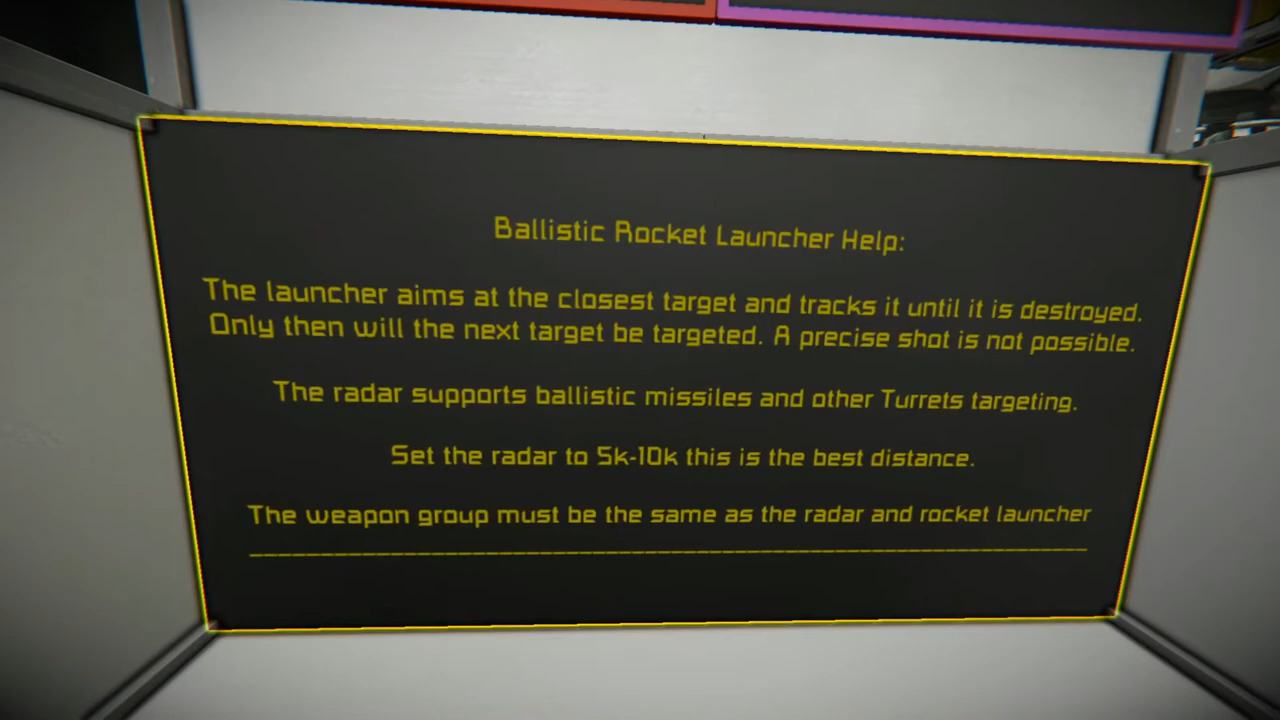 Ballistic Rocket Launcher Help:
The launcher aims at the closest target and tracks it until it is destroyed.
Only then will the next target be targeted. A precise shot is not possible.
The radar supports ballistic missiles and other Turrets targeting.
Set the radar to 5k-10k this is the best distance.
The weapon group must be the same as the radar and rocket launcher